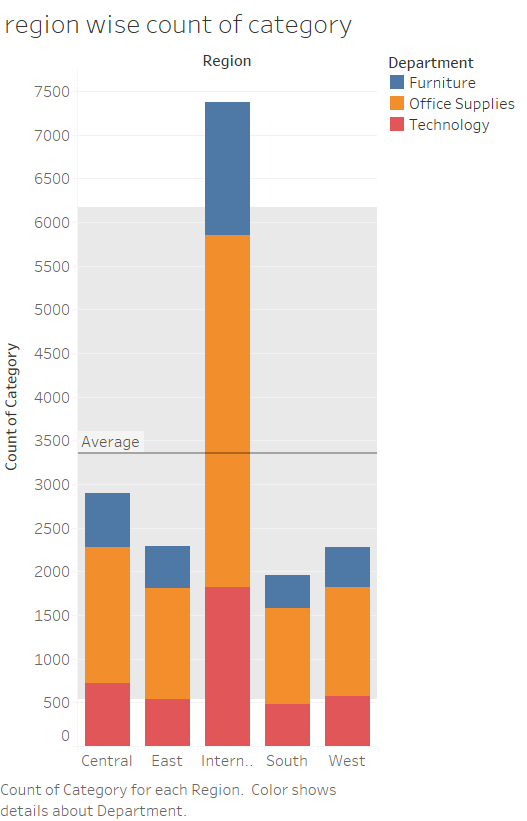 region wise count of category
Region
Department
Furniture
Office Supplies
Technology
7500
7000
6500
6000
5500
5000
4500
4000
3500
3000
2500
2000
1500
1000
500
0
Count of Category
Average
Central East Intern.. South West
Count of Category for each Region. Color shows
details about Department.